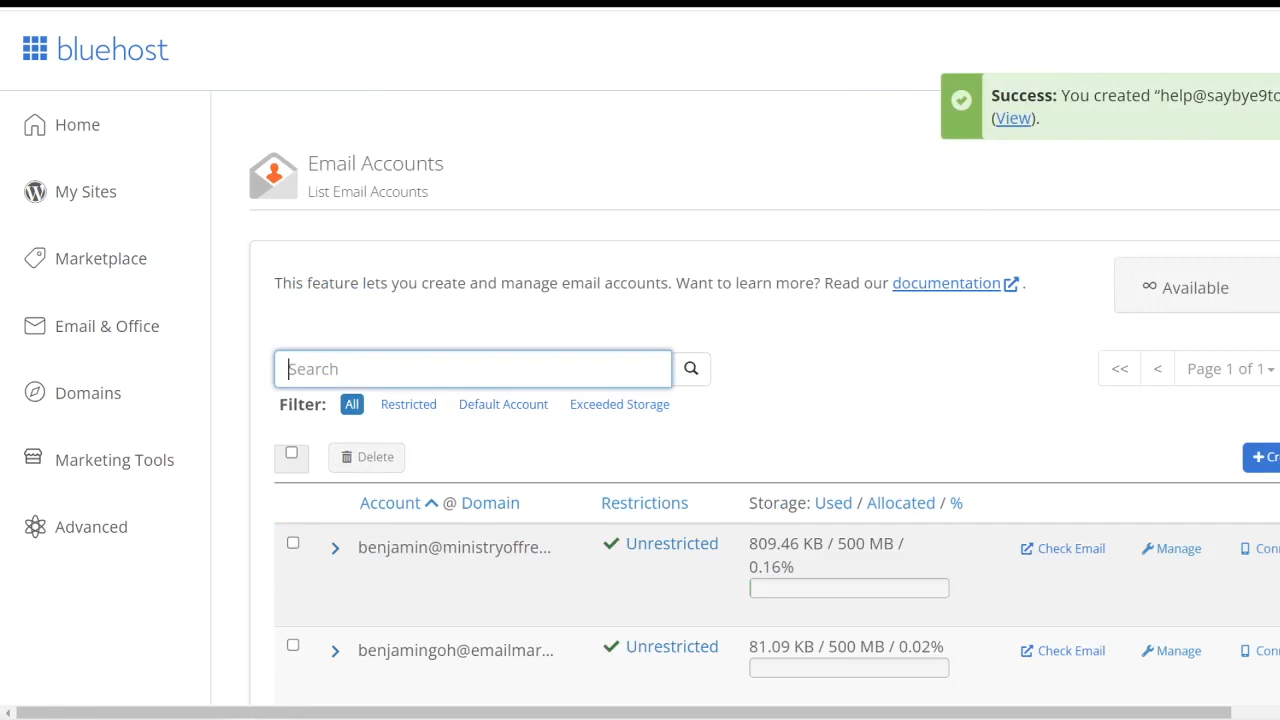 bluehost
Success: You created “help@saybye9to
(View).
Home
My Sites
Marketplace
Email & Office
Domains
Marketing Tools
Advanced
Email Accounts
List Email Accounts
This feature lets you create and manage email accounts. Want to learn more? Read our documentation .
∞ Available
Search
<< < Page 1 of 1
Filter: All Restricted Default Account Exceeded Storage
Delete
+ Cr
Account @ Domain Restrictions Storage: Used / Allocated / %
benjamin@ministryoffre... Unrestricted 809.46 KB / 500 MB /
0.16%
Check Email Manage Conn
benjamingoh@emailmar... Unrestricted 81.09 KB / 500 MB / 0.02%
Check Email Manage Conn